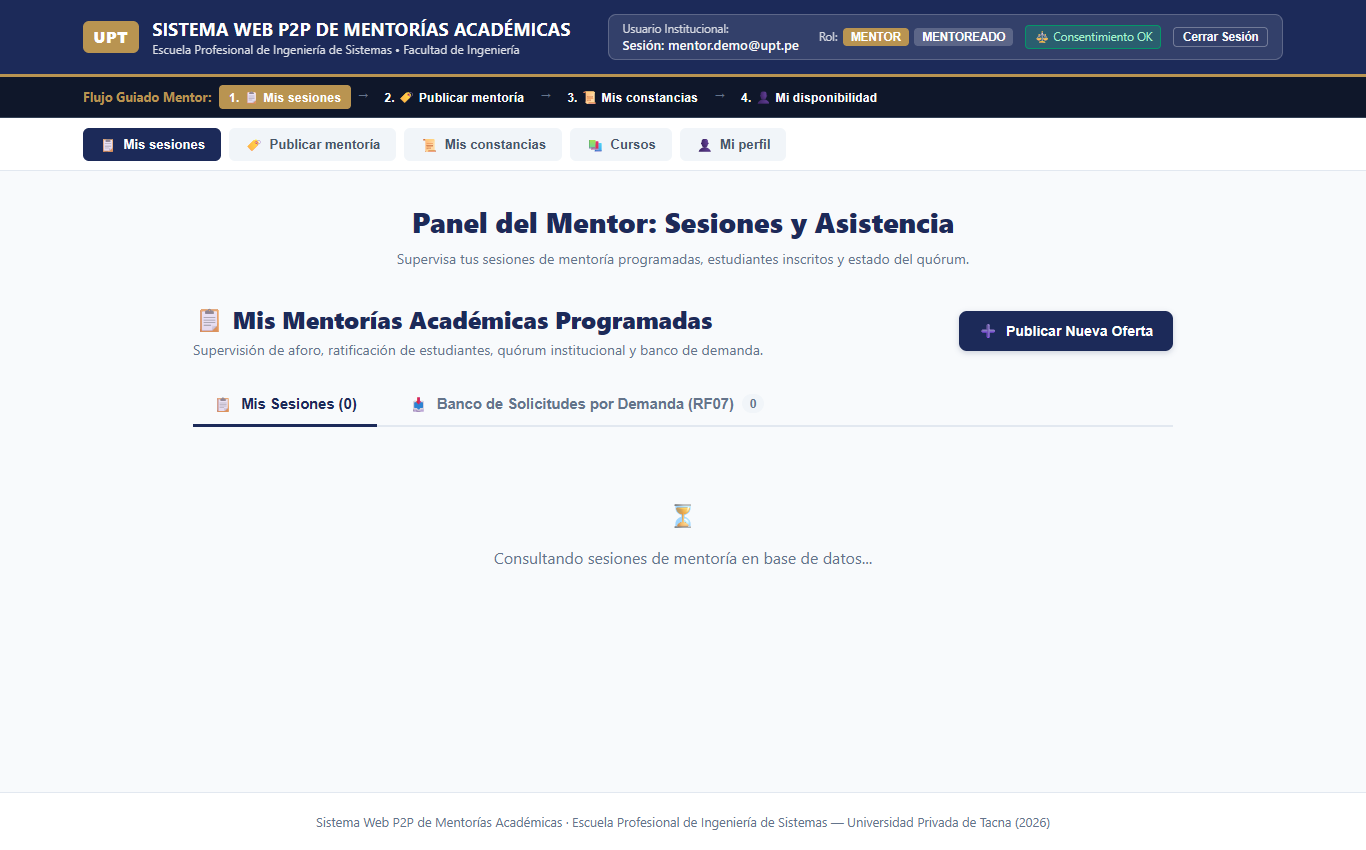 UPT
SISTEMA WEB P2P DE MENTORÍAS ACADÉMICAS
Escuela Profesional de Ingeniería de Sistemas • Facultad de Ingeniería
Usuario Institucional:
Sesión: mentor.demo@upt.pe
Rol: MENTOR MENTOREADO
Consentimiento OK
Cerrar Sesión
Flujo Guiado Mentor: 1. Mis sesiones → 2. Publicar mentoría → 3. Mis constancias → 4. Mi disponibilidad
Mis sesiones Publicar mentoría Mis constancias Cursos Mi perfil
Panel del Mentor: Sesiones y Asistencia
Supervisa tus sesiones de mentoría programadas, estudiantes inscritos y estado del quórum.
Mis Mentorías Académicas Programadas
Supervisión de aforo, ratificación de estudiantes, quórum institucional y banco de demanda.
Publicar Nueva Oferta
Mis Sesiones (0) Banco de Solicitudes por Demanda (RF07) 0
Consultando sesiones de mentoría en base de datos...
Sistema Web P2P de Mentorías Académicas · Escuela Profesional de Ingeniería de Sistemas — Universidad Privada de Tacna (2026)